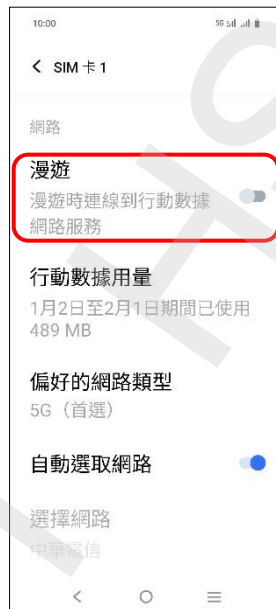 10:00
5G
SIM 卡 1
網路
漫遊
漫遊時連線到行動數據
網路服務
行動數據用量
1月2日至2月1日期間已使用
489 MB
偏好的網路類型
5G（首選）
自動選取網路
選擇網路
中華電信